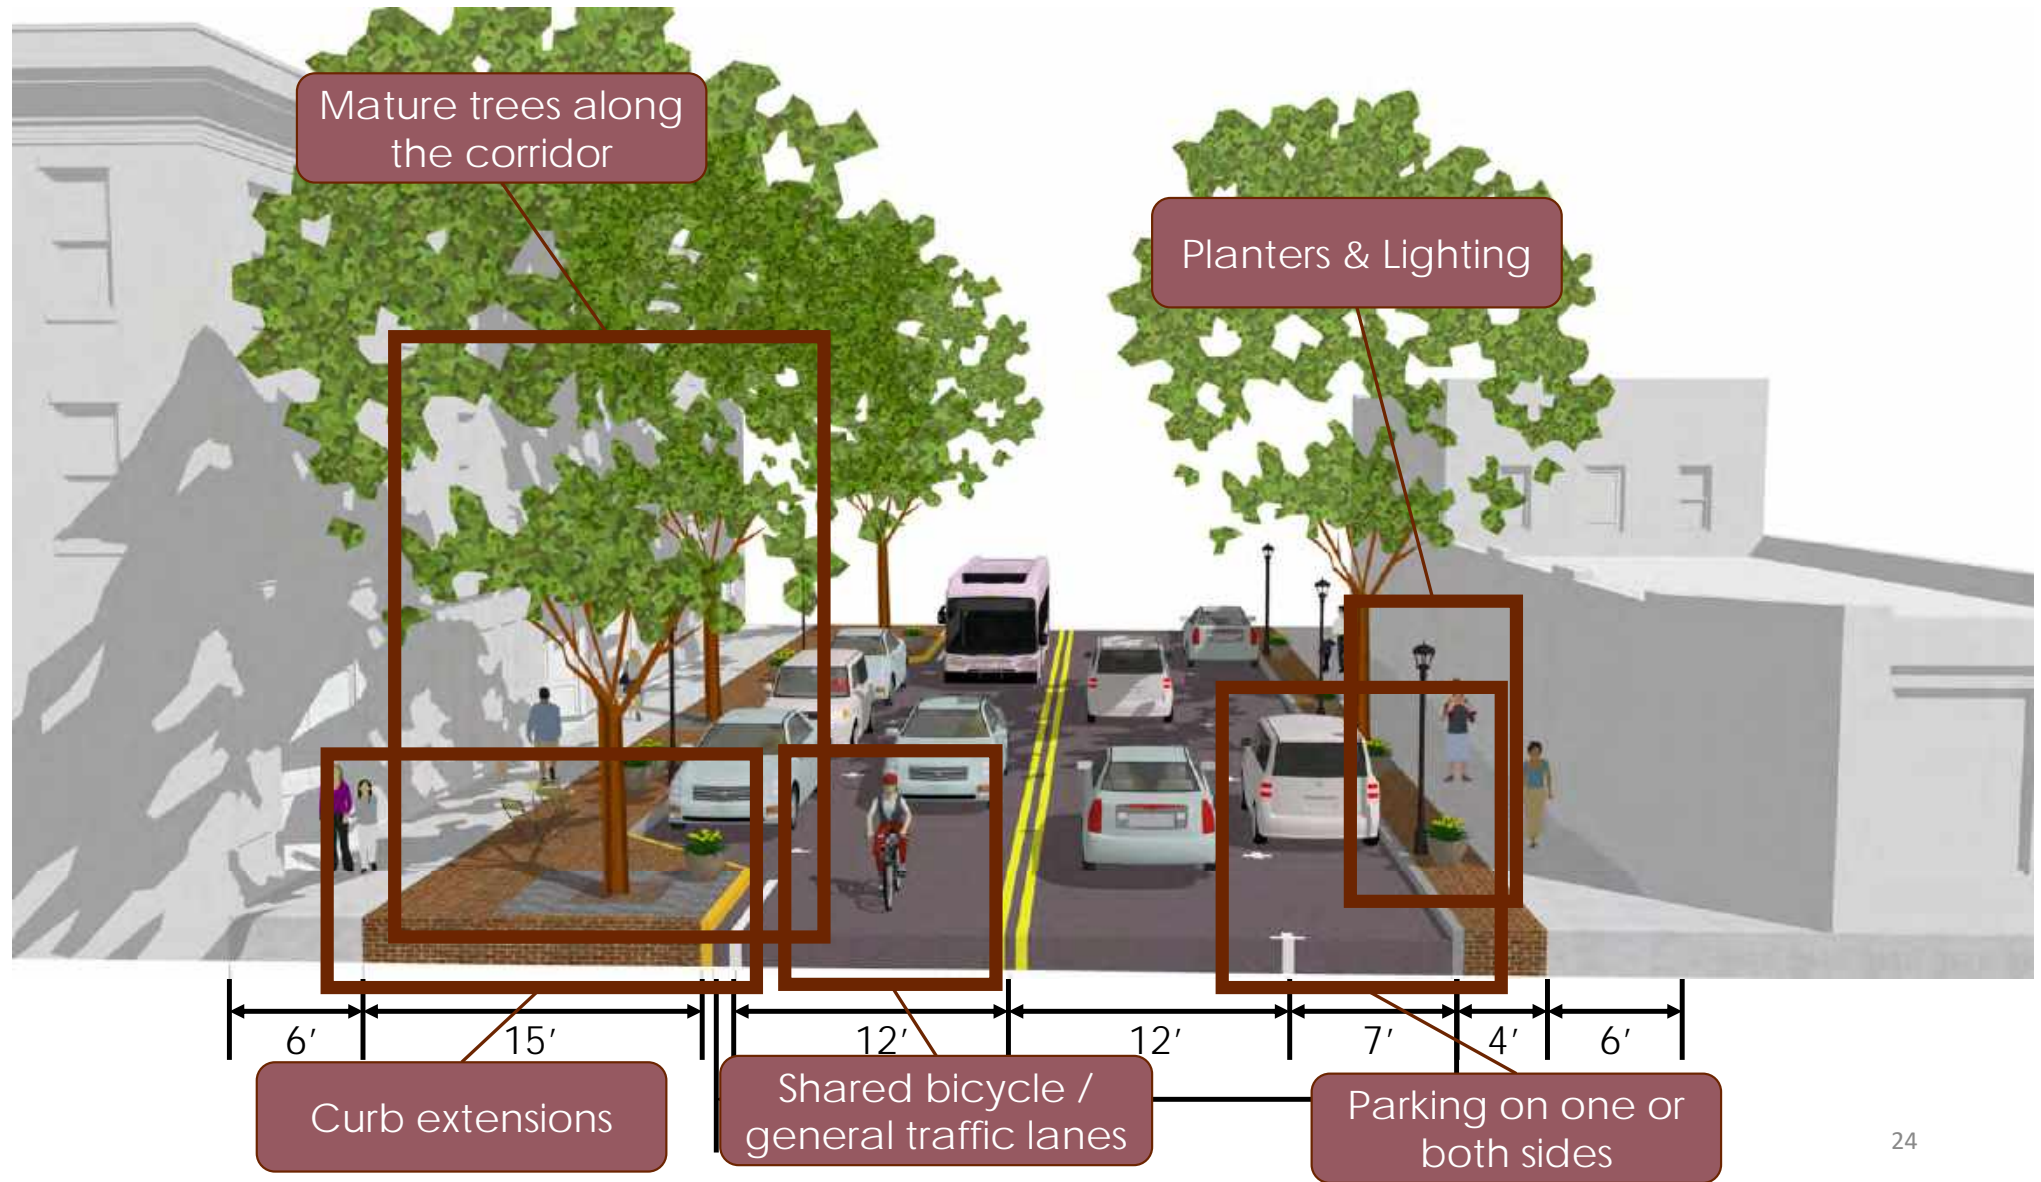 Mature trees along
the corridor
Planters & Lighting
6′
15′
12′
12′
7′
4′
6′
Curb extensions
Shared bicycle /
general traffic lanes
Parking on one or
both sides
24